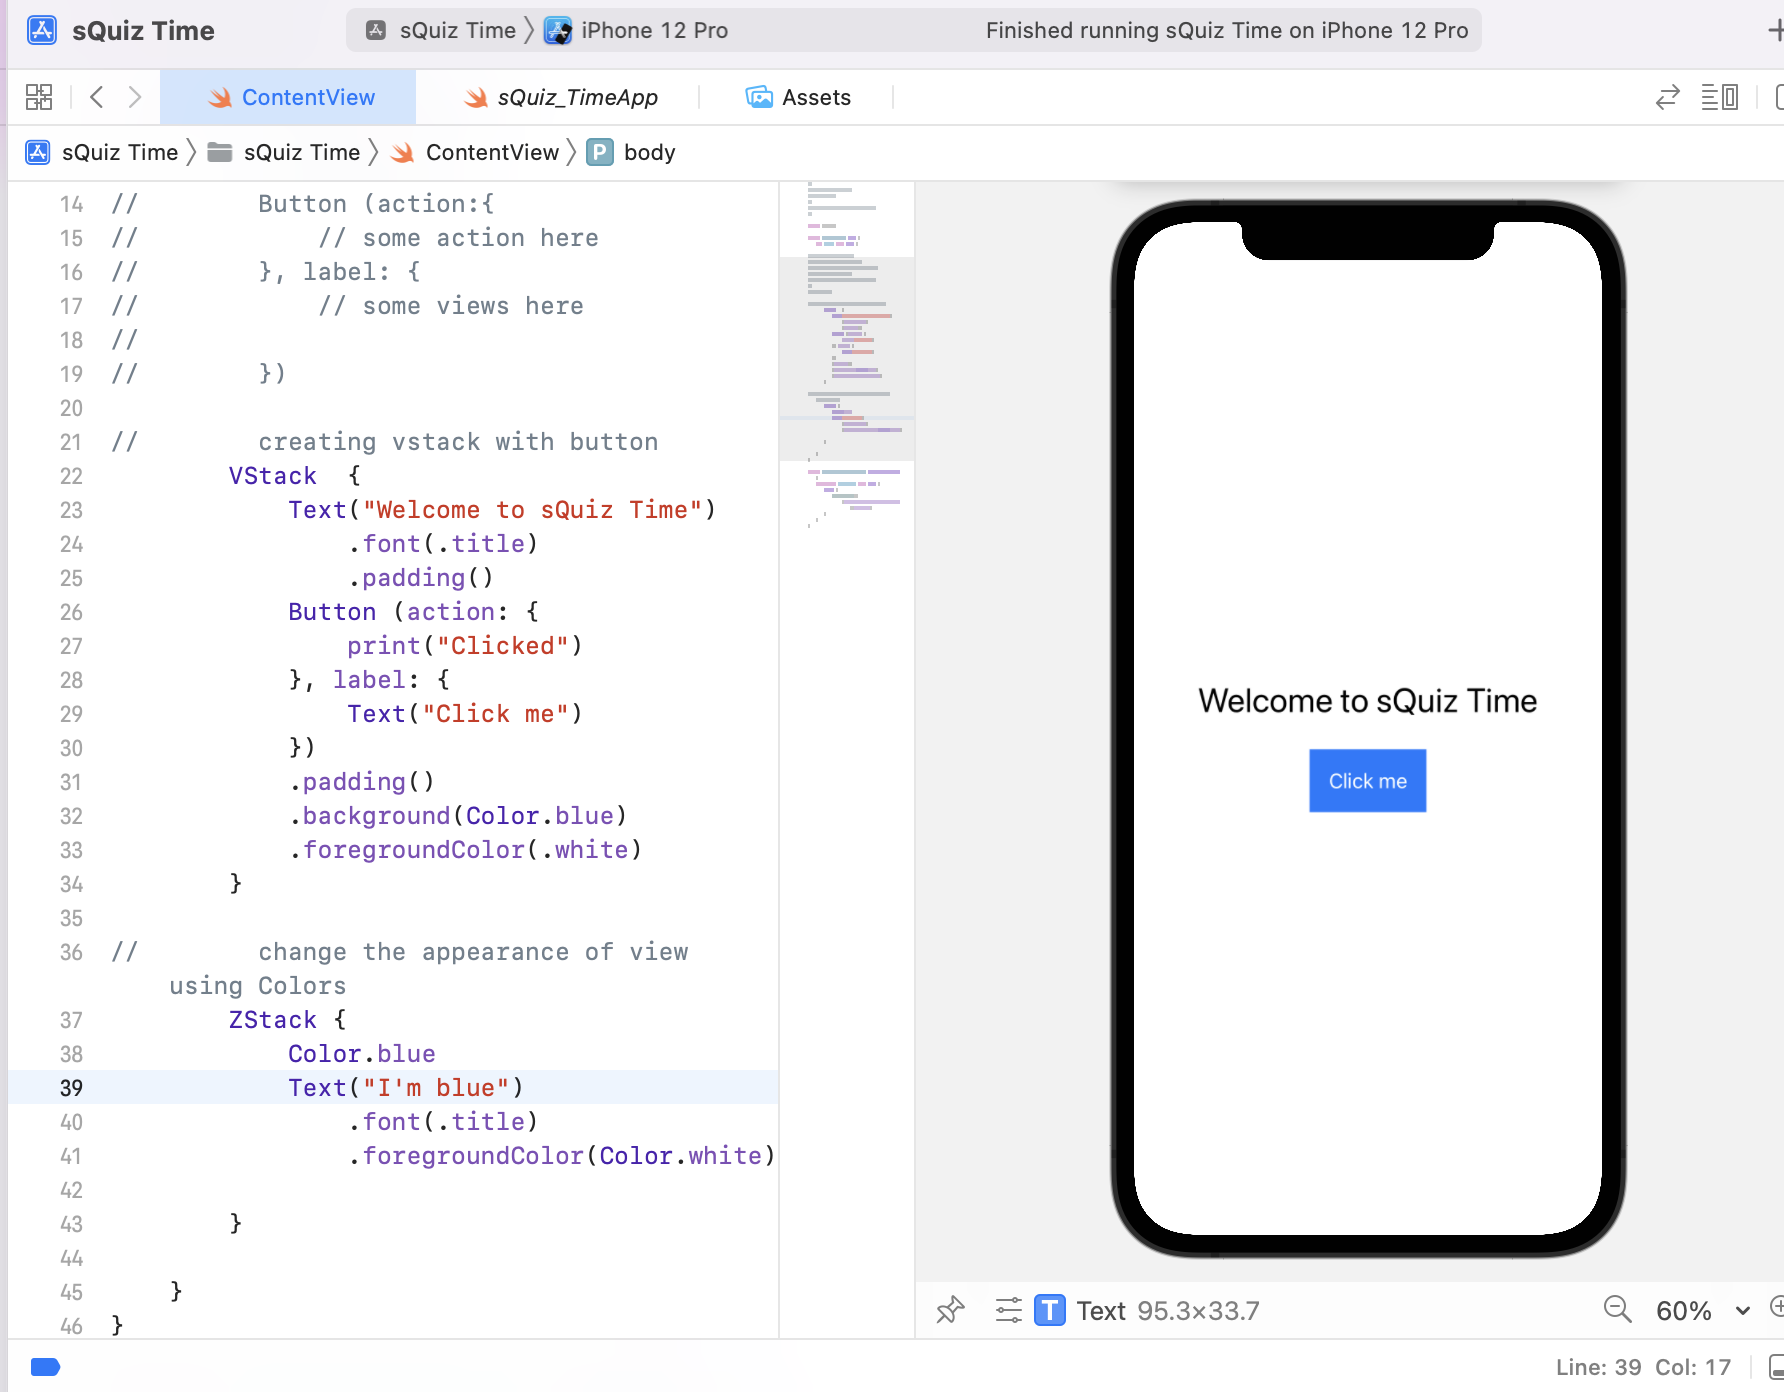 sQuiz Time
sQuiz Time iPhone 12 Pro Finished running sQuiz Time on iPhone 12 Pro
ContentView sQuiz_TimeApp Assets
sQuiz Time sQuiz Time ContentView P body
14 //        Button (action:{
15 //            // some action here
16 //        }, label: {
17 //            // some views here
18 //
19 //        })
20
21 //        creating vstack with button
22         VStack  {
23             Text("Welcome to sQuiz Time")
24                 .font(.title)
25                 .padding()
26             Button (action: {
27                 print("Clicked")
28             }, label: {
29                 Text("Click me")
30             })
31             .padding()
32             .background(Color.blue)
33             .foregroundColor(.white)
34         }
35
36 //        change the appearance of view
using Colors
37         ZStack {
38             Color.blue
39             Text("I'm blue")
40                 .font(.title)
41                 .foregroundColor(Color.white)
42
43         }
44
45     }
46 }
Welcome to sQuiz Time
Click me
T Text 95.3×33.7 60%
Line: 39 Col: 17